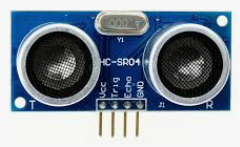 Y1
HC-SR04
Vcc
Trig
Echo
GND
T
J1
R